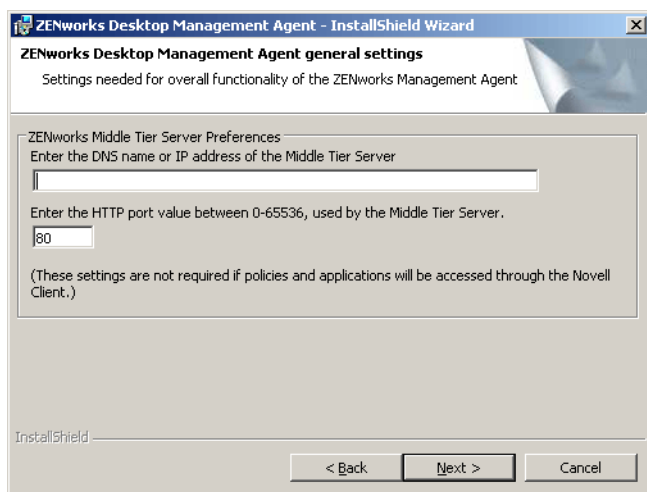 ZENworks Desktop Management Agent - InstallShield Wizard
ZENworks Desktop Management Agent general settings
Settings needed for overall functionality of the ZENworks Management Agent
ZENworks Middle Tier Server Preferences
Enter the DNS name or IP address of the Middle Tier Server
Enter the HTTP port value between 0-65536, used by the Middle Tier Server.
80
(These settings are not required if policies and applications will be accessed through the Novell
Client.)
InstallShield
< Back Next > Cancel